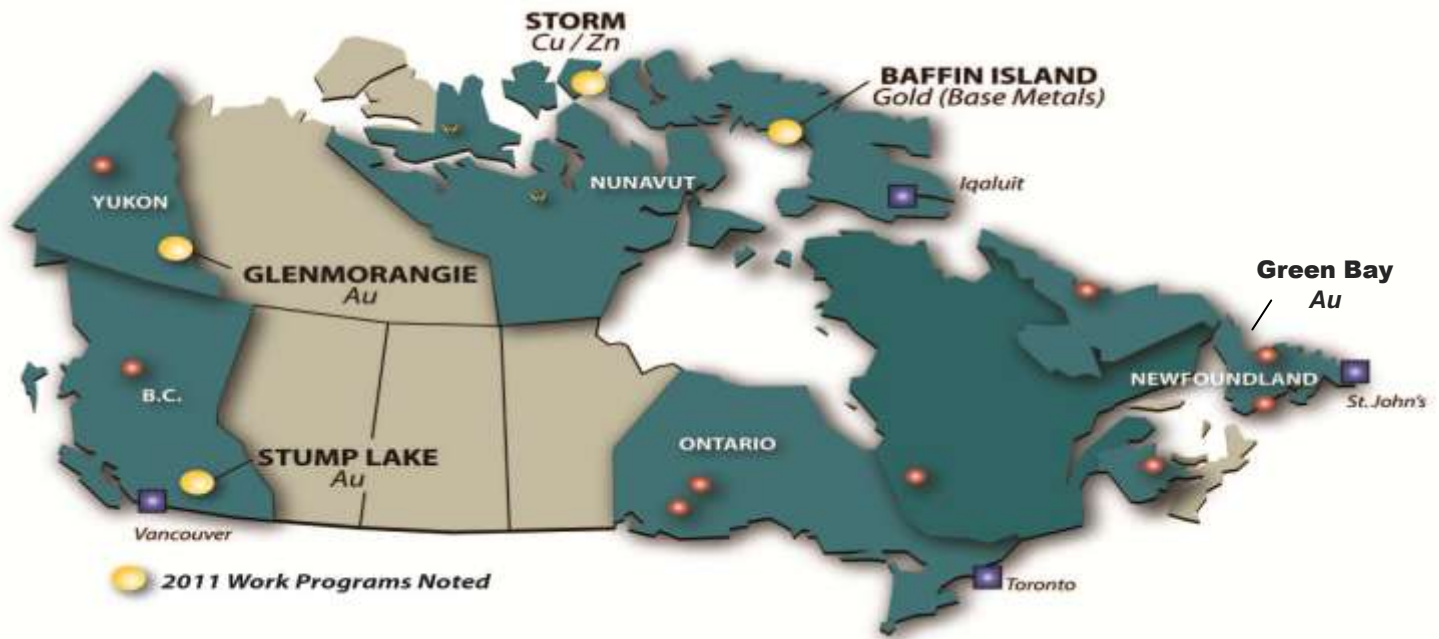 STORM
Cu / Zn
BAFFIN ISLAND
Gold (Base Metals)
NUNAVUT
Iqaluit
YUKON
GLENMORANGIE
Au
Green Bay
Au
B.C.
NEWFOUNDLAND
St. John's
STUMP LAKE
Au
ONTARIO
Vancouver
2011 Work Programs Noted
Toronto